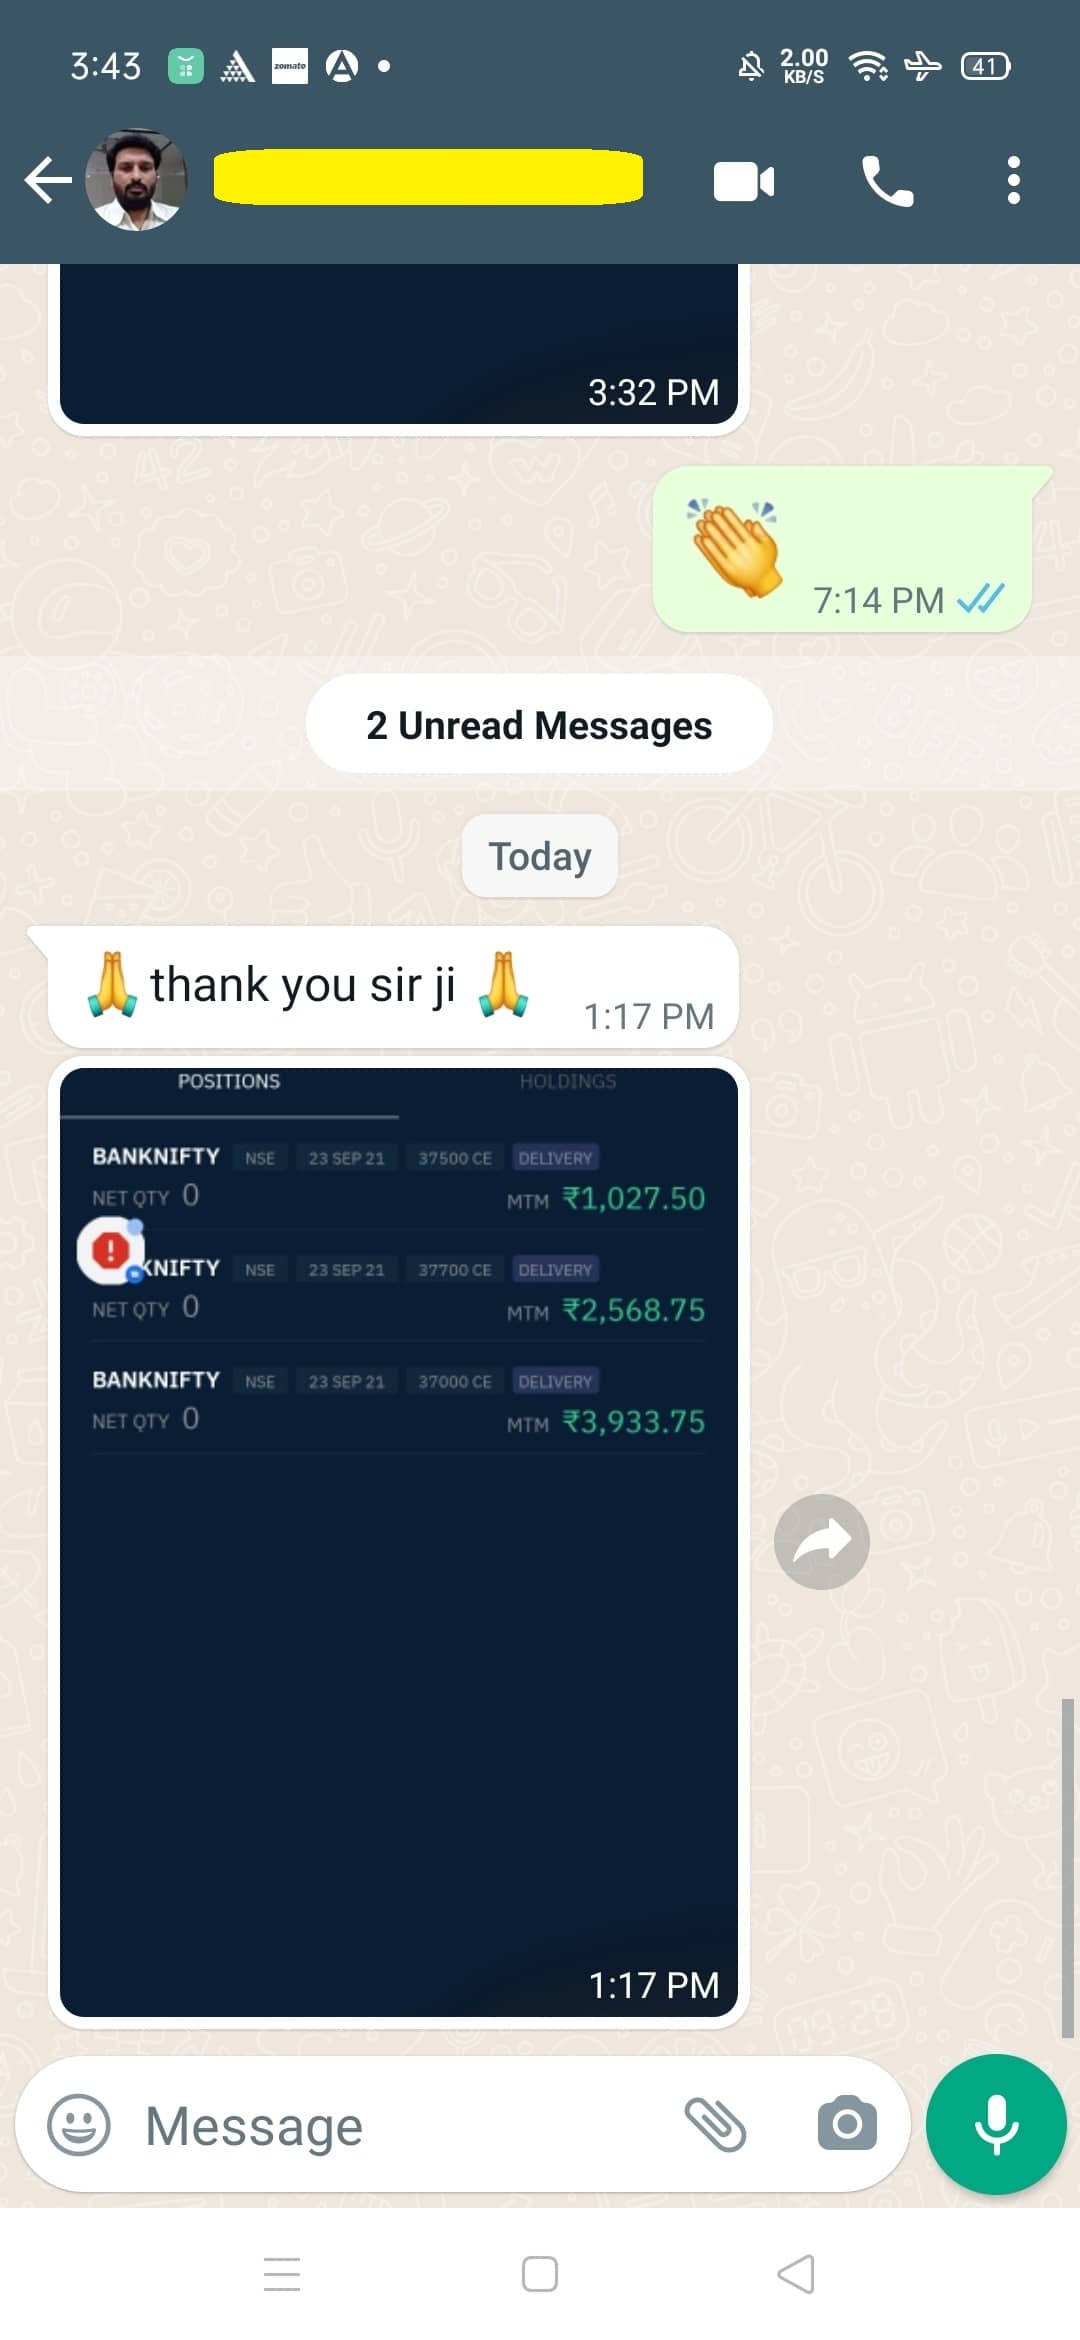 3:43 zomato 2.00 KB/S 41
3:32 PM
7:14 PM
2 Unread Messages
Today
🙏 thank you sir ji 🙏 1:17 PM
POSITIONS HOLDINGS
BANKNIFTY NSE 23 SEP 21 37500 CE DELIVERY
NET QTY 0 MTM ₹1,027.50
KNIFTY NSE 23 SEP 21 37700 CE DELIVERY
NET QTY 0 MTM ₹2,568.75
BANKNIFTY NSE 23 SEP 21 37000 CE DELIVERY
NET QTY 0 MTM ₹3,933.75
1:17 PM
Message